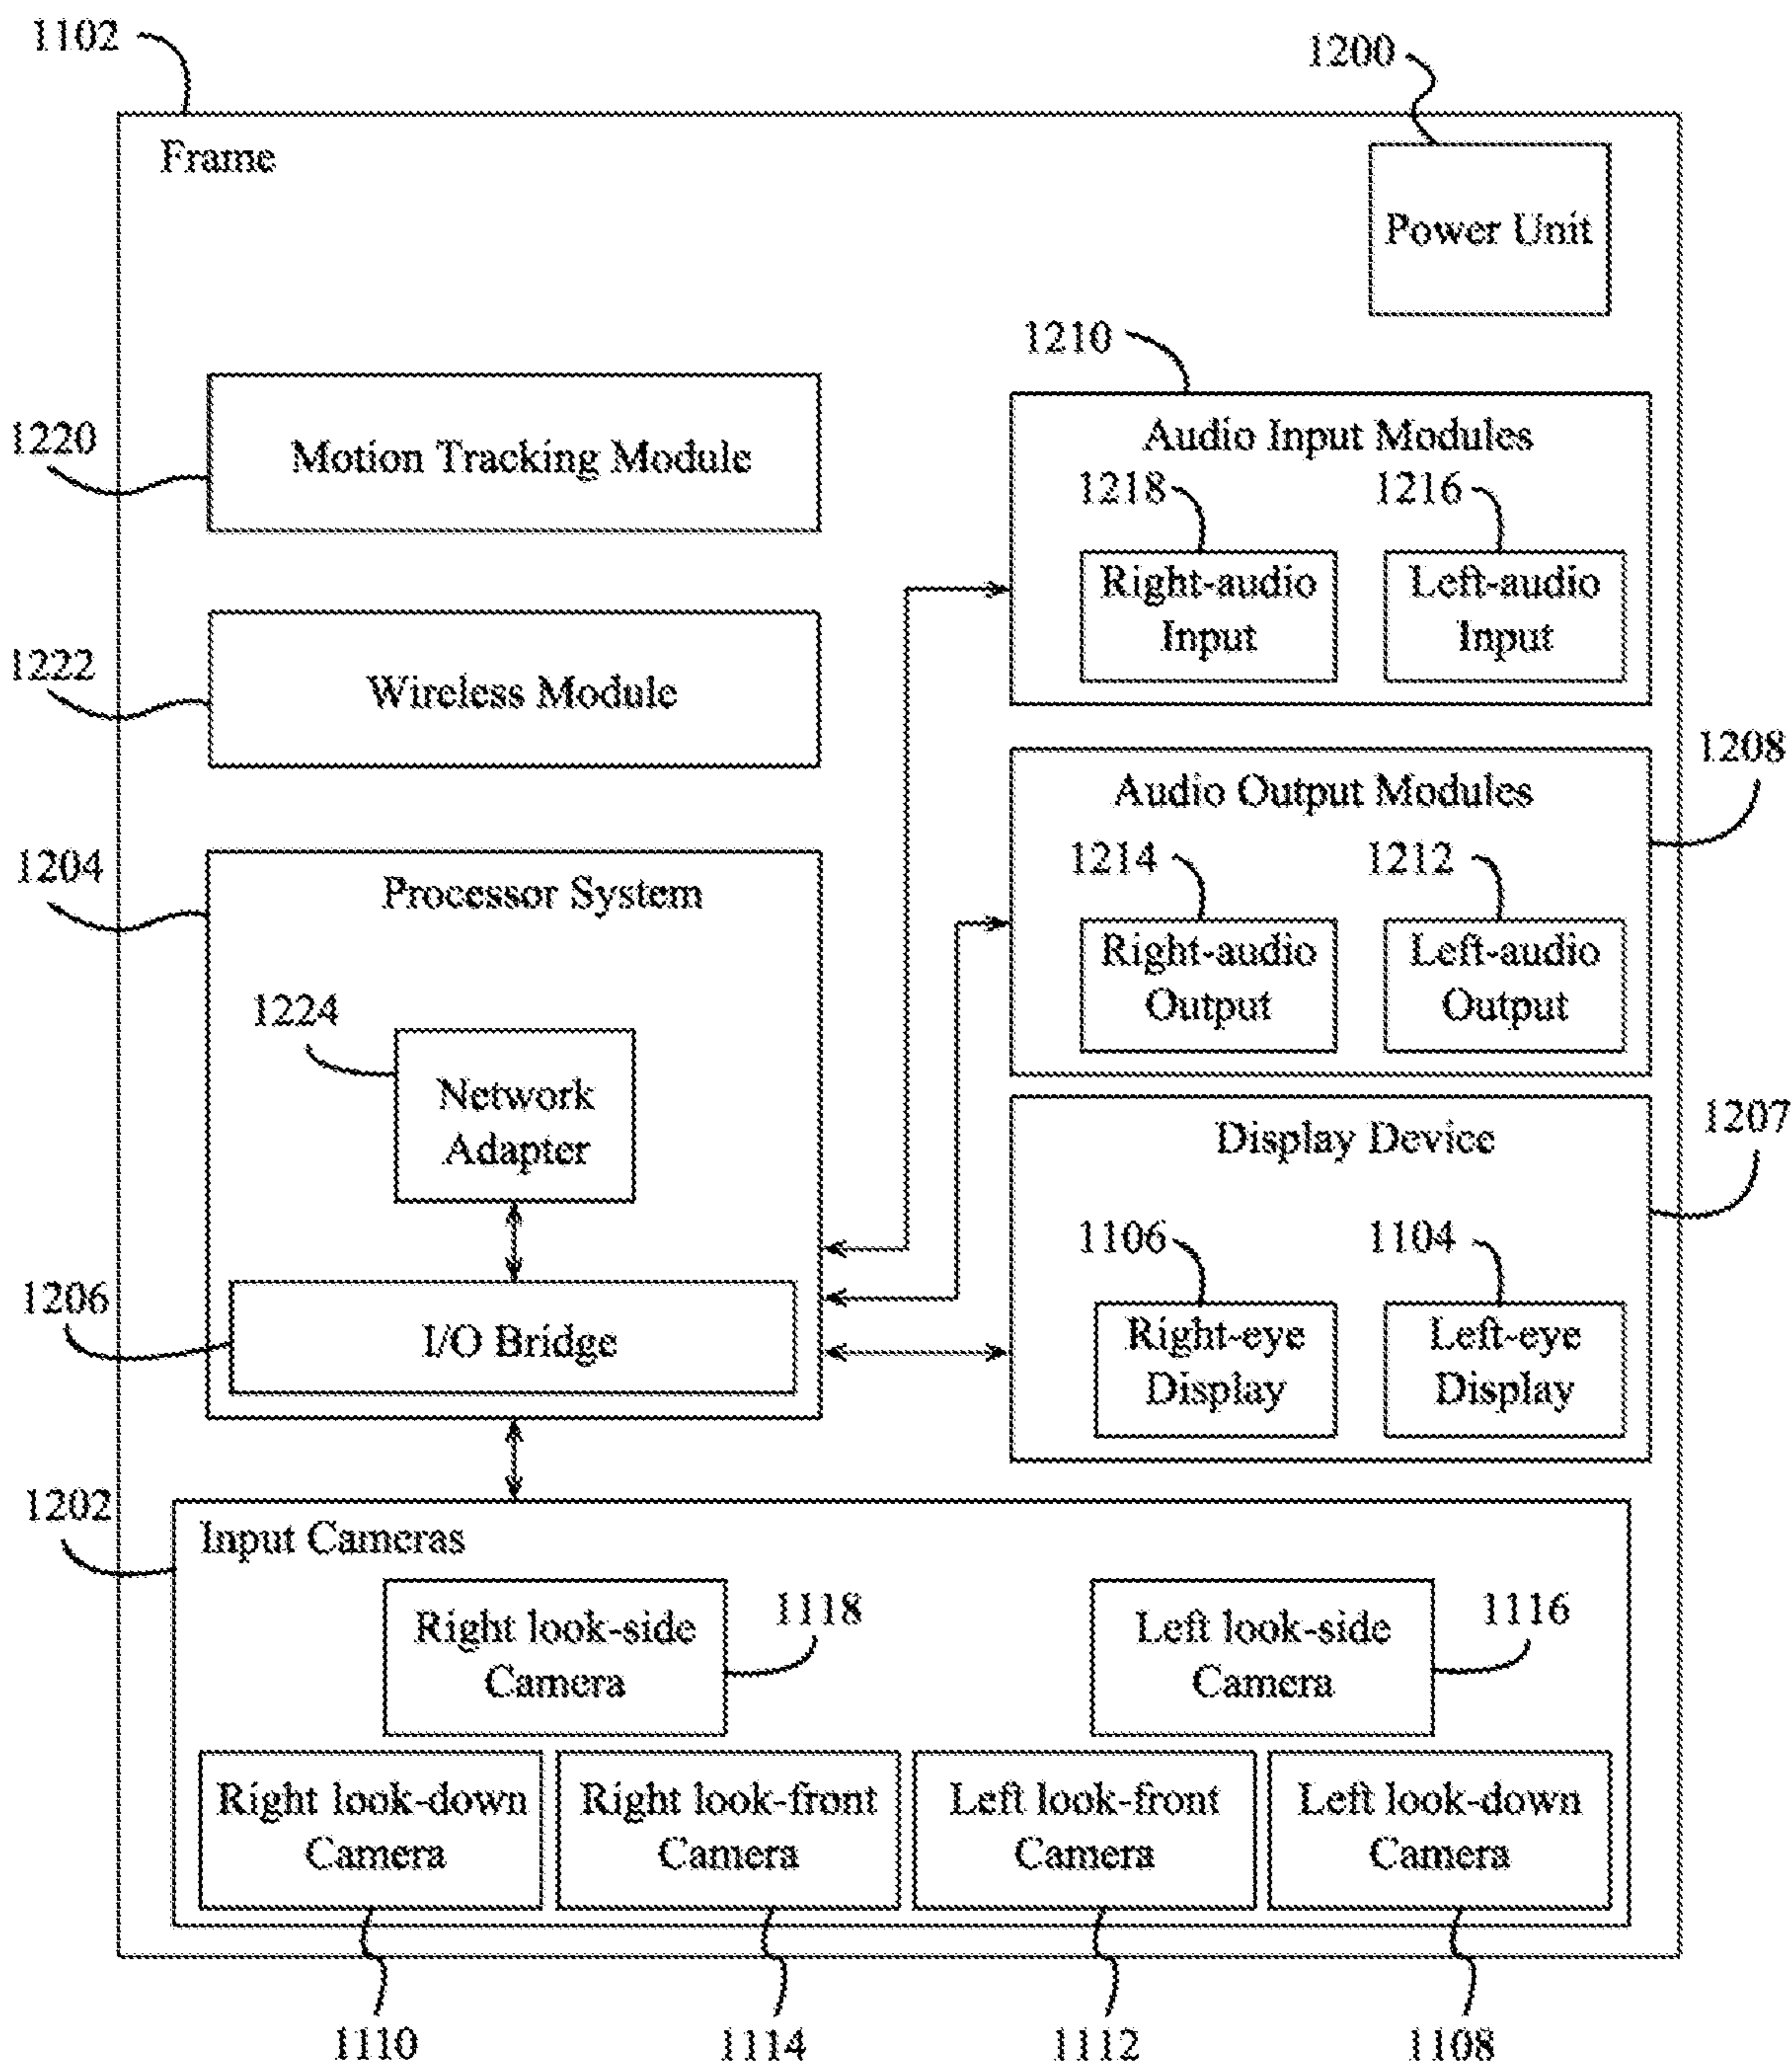 1102
1200
Frame
Power Unit
1210
1220
Motion Tracking Module
Audio Input Modules
1218
1216
Right-audio
Input
Left-audio
Input
1222
Wireless Module
1208
Audio Output Modules
1204
Processor System
1214
1212
Right-audio
Output
Left-audio
Output
1224
Network
Adapter
1207
Display Device
1106
1104
1206
I/O Bridge
Right-eye
Display
Left-eye
Display
1202
Input Cameras
Right look-side
Camera
1118
Left look-side
Camera
1116
Right look-down
Camera
Right look-front
Camera
Left look-front
Camera
Left look-down
Camera
1110
1114
1112
1108